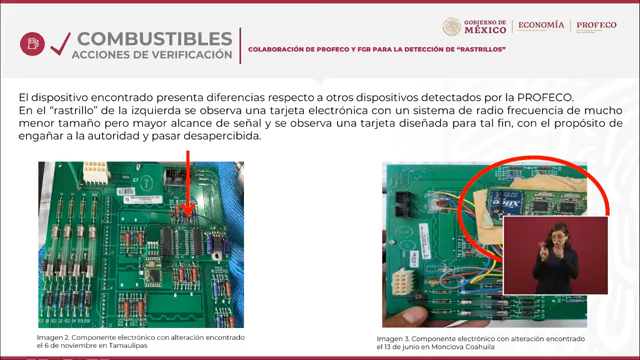 GOBIERNO DE
MÉXICO
ECONOMÍA
PROFECO
COMBUSTIBLES
ACCIONES DE VERIFICACIÓN
COLABORACIÓN DE PROFECO Y FGR PARA LA DETECCIÓN DE “RASTRILLOS”
El dispositivo encontrado presenta diferencias respecto a otros dispositivos detectados por la PROFECO.
En el “rastrillo” de la izquierda se observa una tarjeta electrónica con un sistema de radio frecuencia de mucho
menor tamaño pero mayor alcance de señal y se observa una tarjeta diseñada para tal fin, con el propósito de
engañar a la autoridad y pasar desapercibida.
Imagen 2. Componente electrónico con alteración encontrado
el 6 de noviembre en Tamaulipas
Imagen 3. Componente electrónico con alteración encontrado
el 13 de junio en Monclova Coahuila